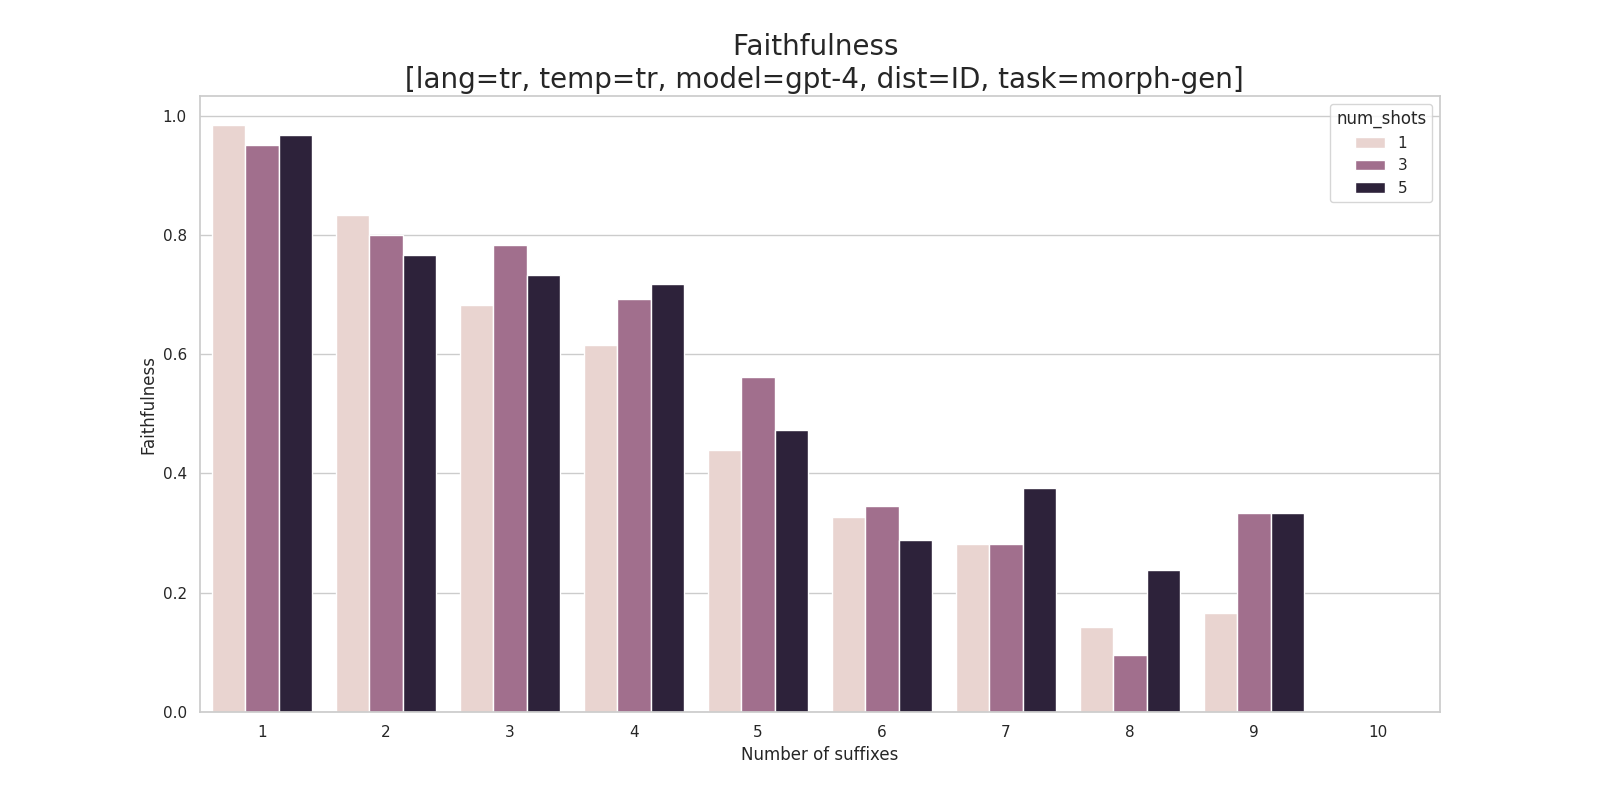 Faithfulness
[lang=tr, temp=tr, model=gpt-4, dist=ID, task=morph-gen]
num_shots
1
3
5
Faithfulness
1.0
0.8
0.6
0.4
0.2
0.0
1 2 3 4 5 6 7 8 9 10
Number of suffixes